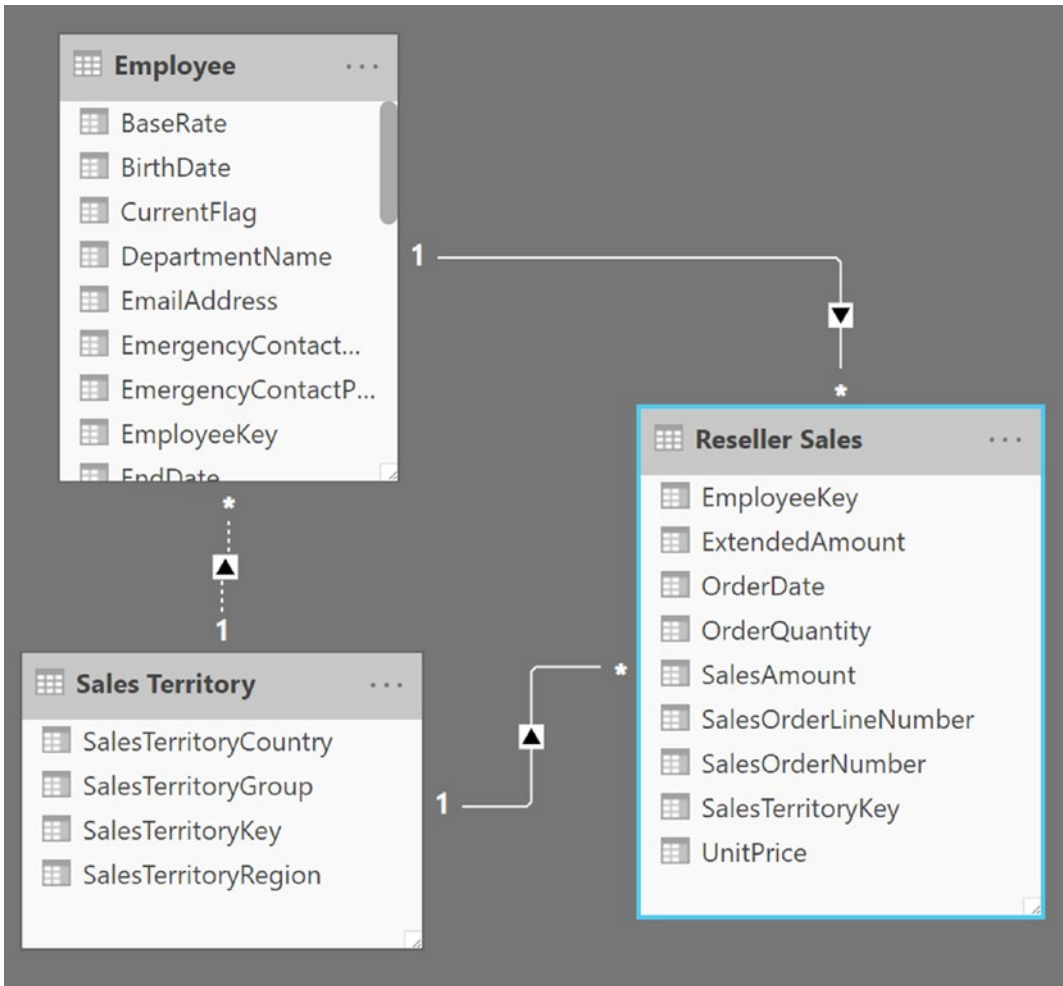 Employee ...
BaseRate
BirthDate
CurrentFlag
DepartmentName
EmailAddress
EmergencyContact...
EmergencyContactP...
EmployeeKey
EndDate
1
*
*
1
Reseller Sales ...
EmployeeKey
ExtendedAmount
OrderDate
OrderQuantity
SalesAmount
SalesOrderLineNumber
SalesOrderNumber
SalesTerritoryKey
UnitPrice
Sales Territory ...
SalesTerritoryCountry
SalesTerritoryGroup
SalesTerritoryKey
SalesTerritoryRegion
1
*